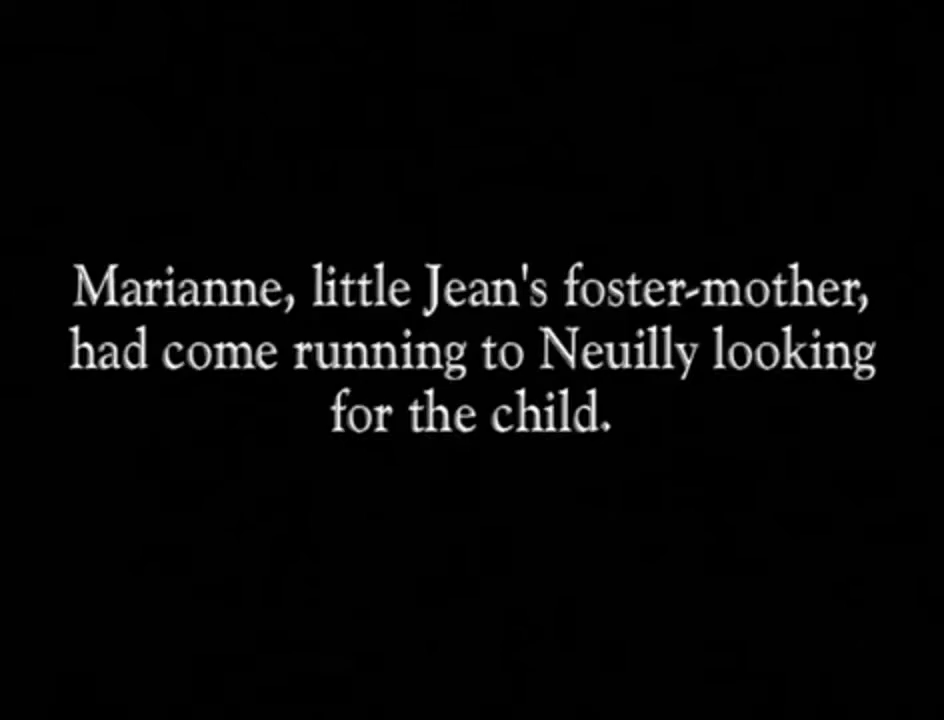 Marianne, little Jean's foster-mother,
had come running to Neuilly looking
for the child.